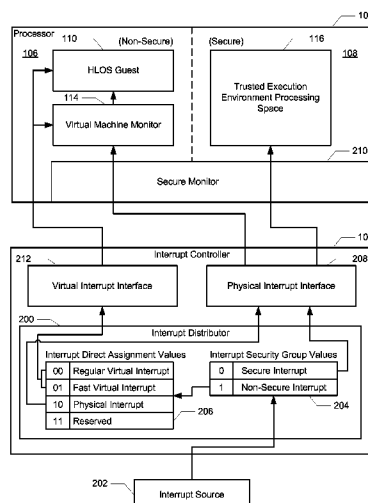 10
Processor
106
110
(Non-Secure)
(Secure)
116
108
HLOS Guest
114
Virtual Machine Monitor
Trusted Execution
Environment Processing
Space
210
Secure Monitor
10
Interrupt Controller
212
208
Virtual Interrupt Interface
Physical Interrupt Interface
200
Interrupt Distributor
Interrupt Direct Assignment Values
Interrupt Security Group Values
00 Regular Virtual Interrupt
0 Secure Interrupt
01 Fast Virtual Interrupt
1 Non-Secure Interrupt
10 Physical Interrupt
11 Reserved
206
204
202
Interrupt Source